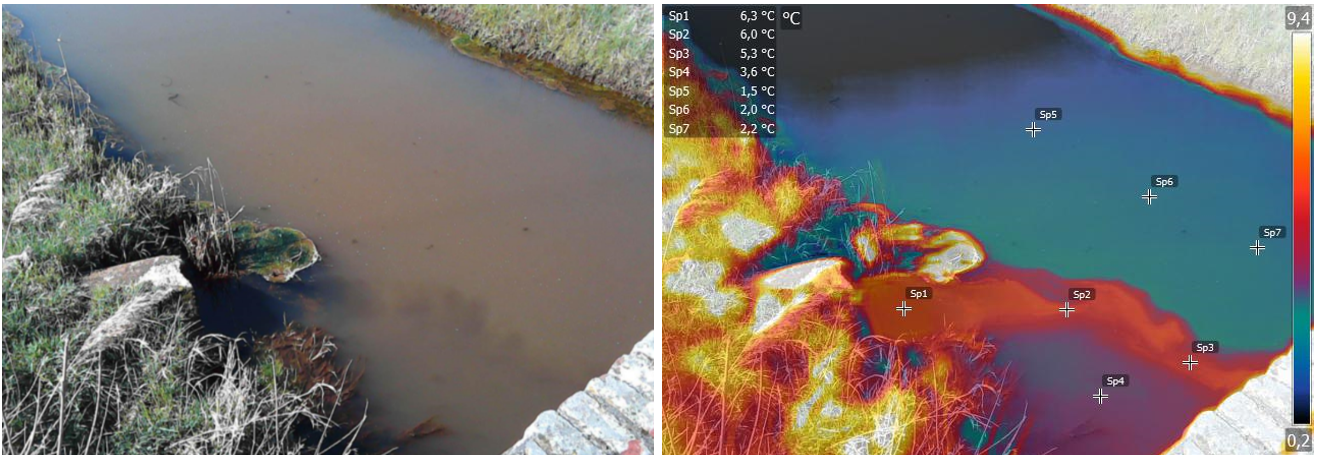 Sp1 6,3 °C °C 9,4
Sp2 6,0 °C
Sp3 5,3 °C
Sp4 3,6 °C
Sp5 1,5 °C
Sp6 2,0 °C
Sp7 2,2 °C
Sp5
Sp6
Sp7
Sp1
Sp2
Sp3
Sp4
0,2